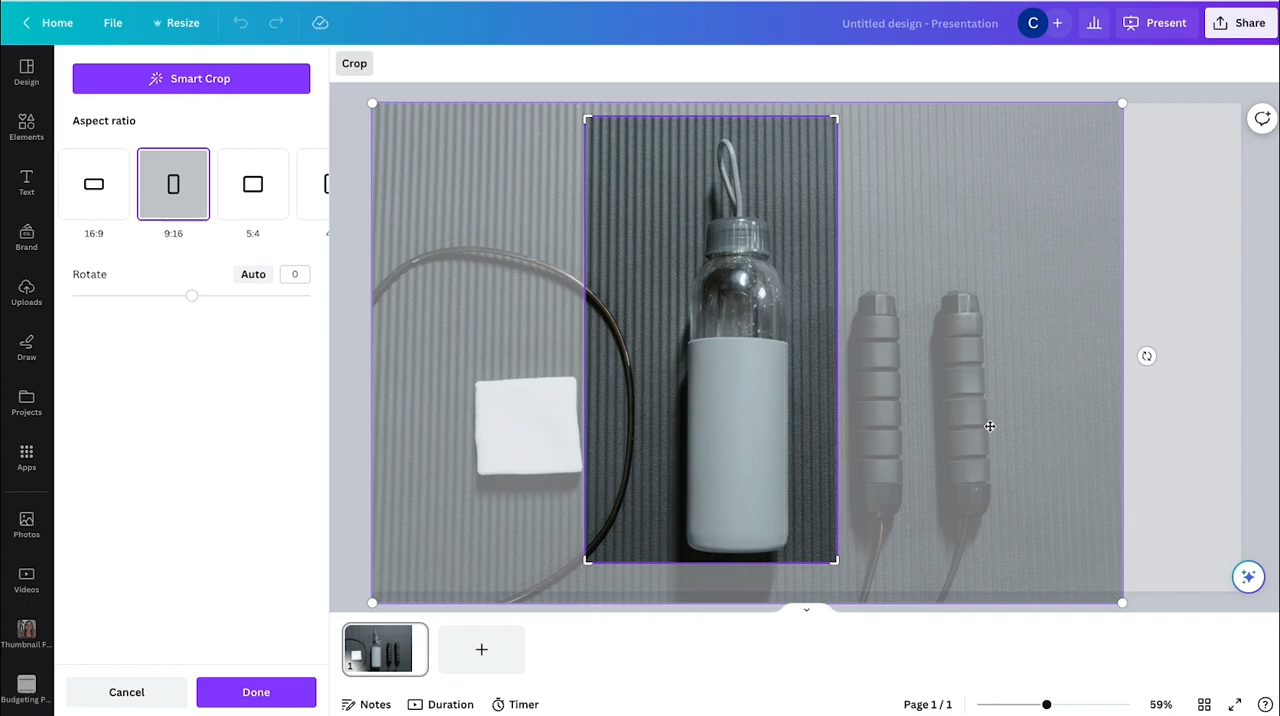 Home File Resize Untitled design - Presentation C Present Share
Design
Elements
Text
Brand
Uploads
Draw
Projects
Apps
Photos
Videos
Thumbnail F...
Budgeting P...
Smart Crop
Aspect ratio
16:9 9:16 5:4
Rotate Auto 0
Cancel Done
Crop
1
Notes Duration Timer Page 1 / 1 59%